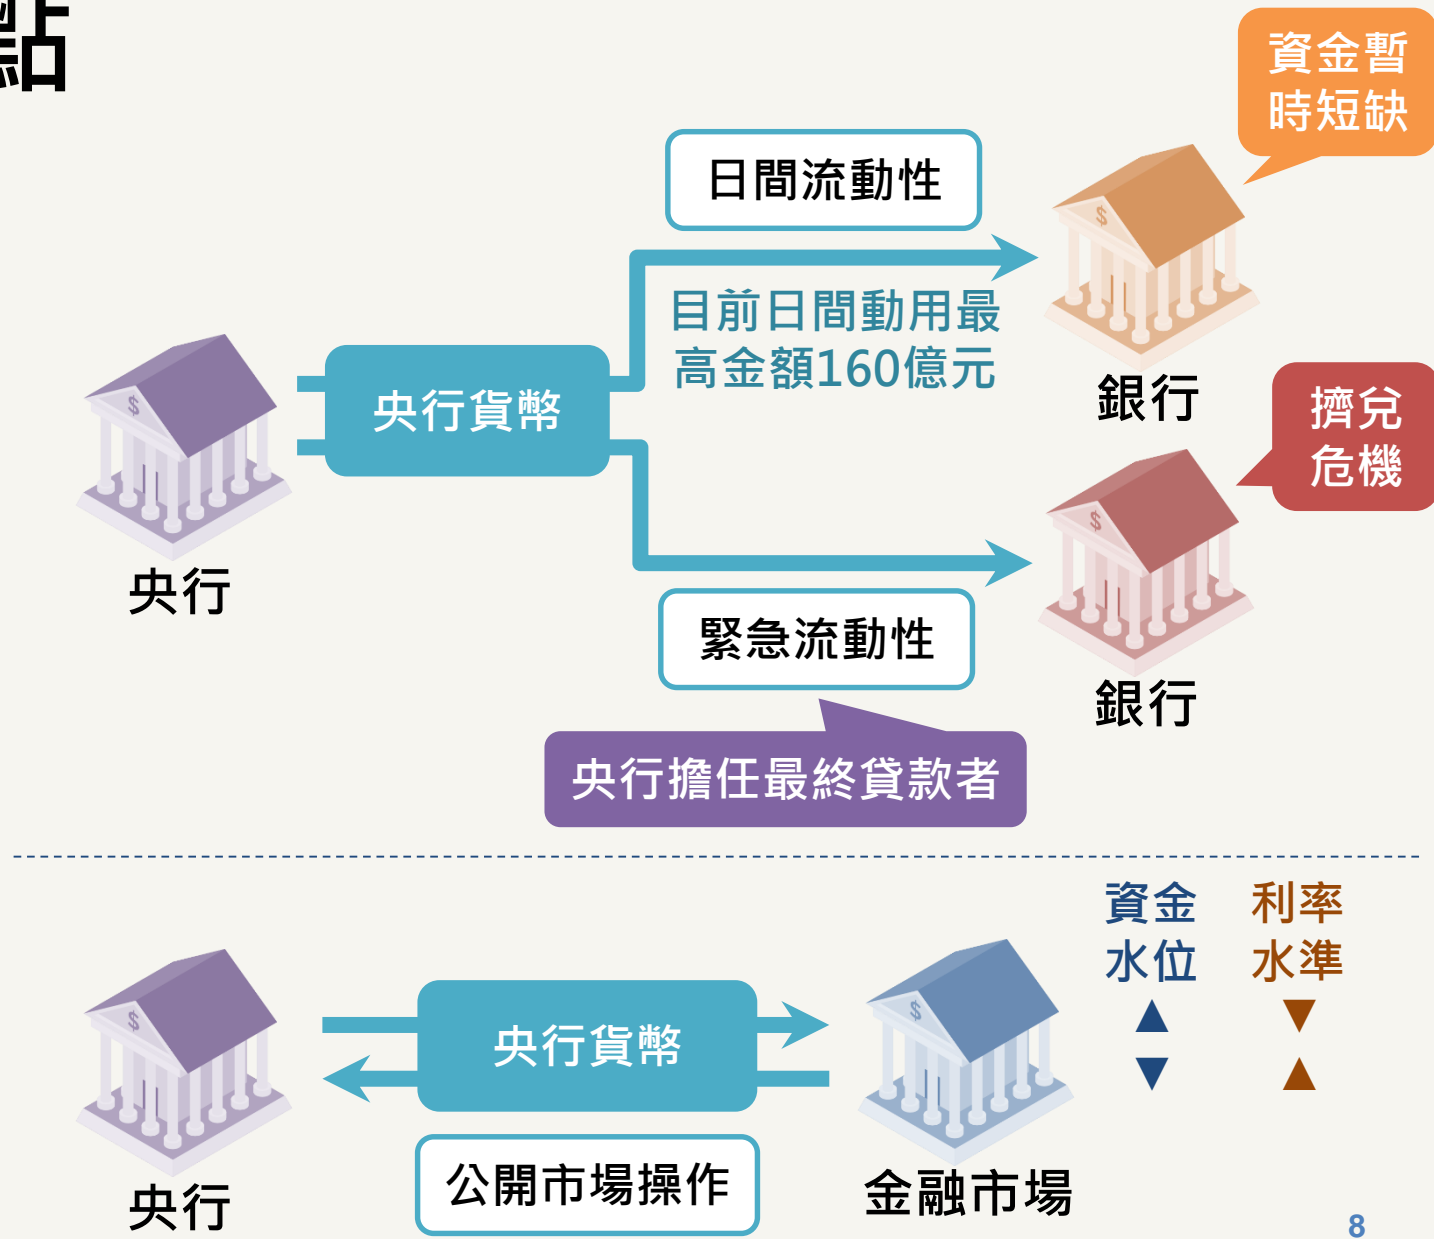 點
資金暫
時短缺
日間流動性
目前日間動用最
高金額160億元
銀行
央行貨幣
擠兌
危機
央行
緊急流動性
銀行
央行擔任最終貸款者
資金
水位
利率
水準
▲ ▼
▼ ▲
央行貨幣
公開市場操作
央行
金融市場
8